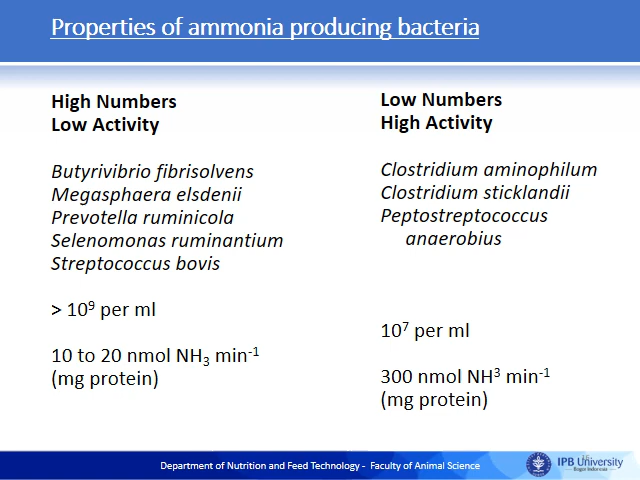 Properties of ammonia producing bacteria
High Numbers
Low Activity
Butyrivibrio fibrisolvens
Megasphaera elsdenii
Prevotella ruminicola
Selenomonas ruminantium
Streptococcus bovis
> 10⁹ per ml
10 to 20 nmol NH₃ min⁻¹
(mg protein)
Low Numbers
High Activity
Clostridium aminophilum
Clostridium sticklandii
Peptostreptococcus
anaerobius
10⁷ per ml
300 nmol NH³ min⁻¹
(mg protein)
Department of Nutrition and Feed Technology - Faculty of Animal Science
IPB University
Bogor Indonesia